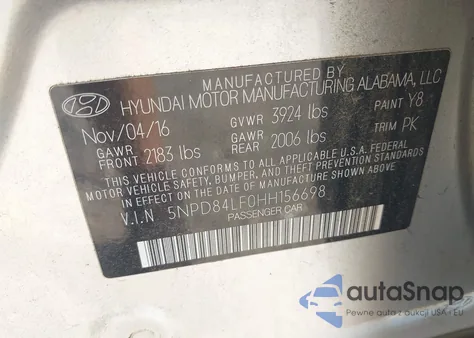 MANUFACTURED BY
HYUNDAI MOTOR MANUFACTURING ALABAMA, LLC
Nov/04/16 GVWR 3924 lbs PAINT Y8
GAWR FRONT 2183 lbs GAWR REAR 2006 lbs TRIM PK
THIS VEHICLE CONFORMS TO ALL APPLICABLE U.S.A. FEDERAL
MOTOR VEHICLE SAFETY, BUMPER, AND THEFT PREVENTION
STANDARDS IN EFFECT ON THE DATE OF MANUFACTURE SHOWN ABOVE.
V.I.N 5NPD84LF0HH156698
PASSENGER CAR
autaSnap
Pewne auta z aukcji USA i EU